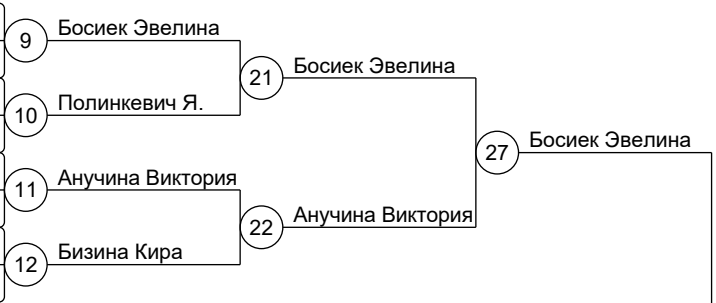 9 Босиек Эвелина
21 Босиек Эвелина
10 Полинкевич Я.
27 Босиек Эвелина
11 Анучина Виктория
22 Анучина Виктория
12 Бизина Кира